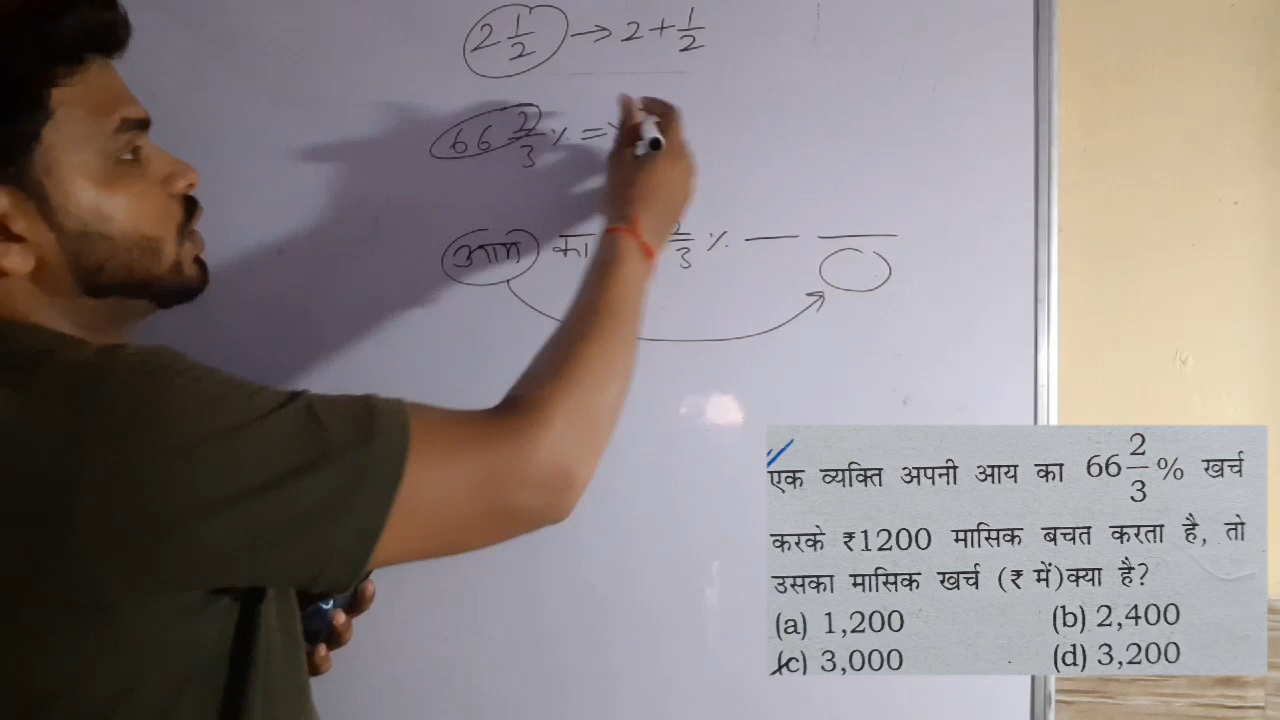 2 1/2 → 2 + 1/2
66 2/3 % =
आय का 2/3 %
एक व्यक्ति अपनी आय का 66 2/3 % खर्च
करके ₹1200 मासिक बचत करता है, तो
उसका मासिक खर्च (₹ में)क्या है?
(a) 1,200 (b) 2,400
(c) 3,000 (d) 3,200